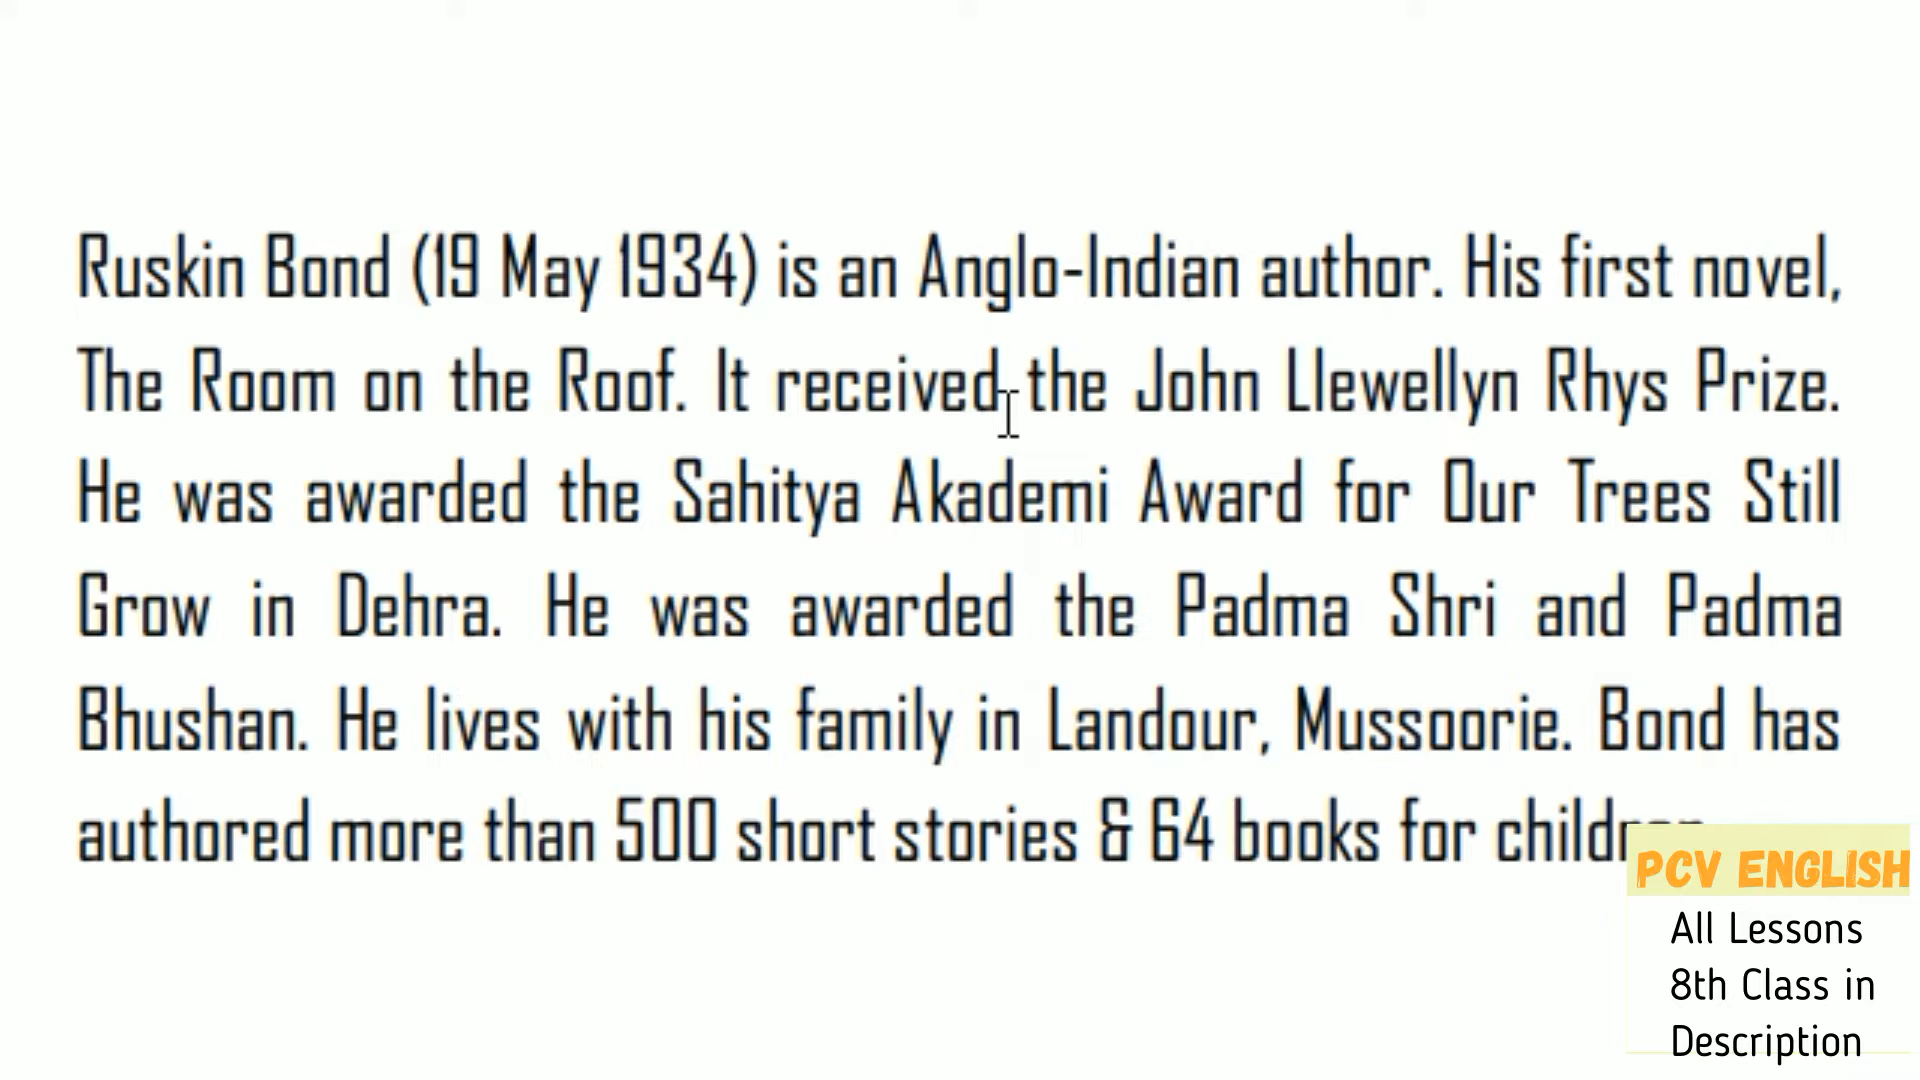 Ruskin Bond (19 May 1934) is an Anglo-Indian author. His first novel,
The Room on the Roof. It received the John Llewellyn Rhys Prize.
He was awarded the Sahitya Akademi Award for Our Trees Still
Grow in Dehra. He was awarded the Padma Shri and Padma
Bhushan. He lives with his family in Landour, Mussoorie. Bond has
authored more than 500 short stories & 64 books for children
PCV ENGLISH
All Lessons
8th Class in
Description